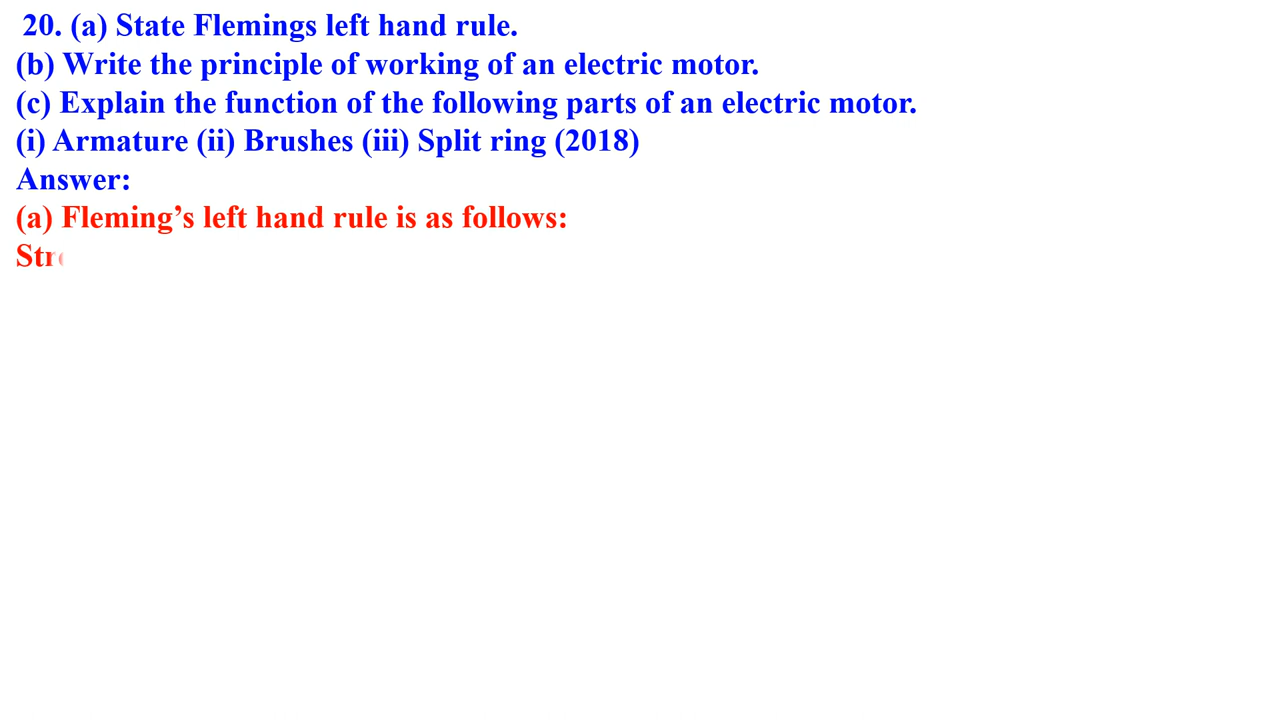 20. (a) State Flemings left hand rule.
(b) Write the principle of working of an electric motor.
(c) Explain the function of the following parts of an electric motor.
(i) Armature (ii) Brushes (iii) Split ring (2018)
Answer:
(a) Fleming’s left hand rule is as follows: